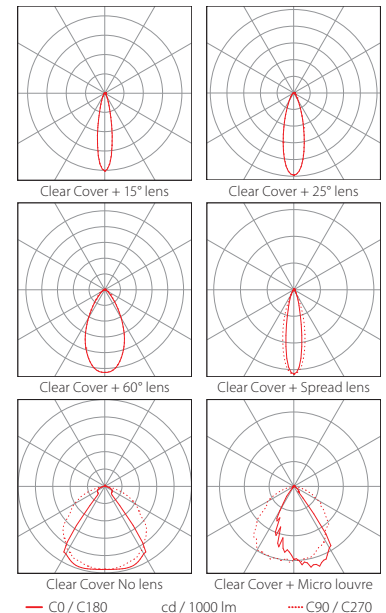 Clear Cover + 15° lens
Clear Cover + 25° lens
Clear Cover + 60° lens
Clear Cover + Spread lens
Clear Cover No lens
Clear Cover + Micro louvre
C0 / C180 cd / 1000 lm C90 / C270